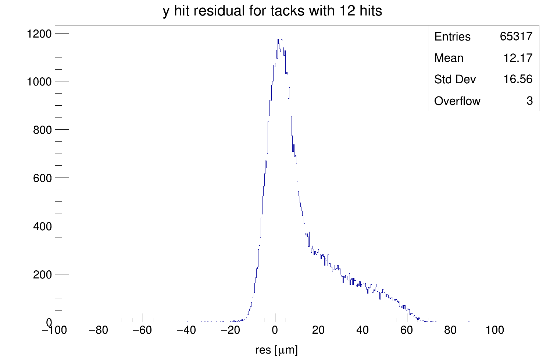 y hit residual for tacks with 12 hits
Entries 65317
Mean 12.17
Std Dev 16.56
Overflow 3
1200
1000
800
600
400
200
0
−100 −80 −60 −40 −20 0 20 40 60 80 100
res [μm]